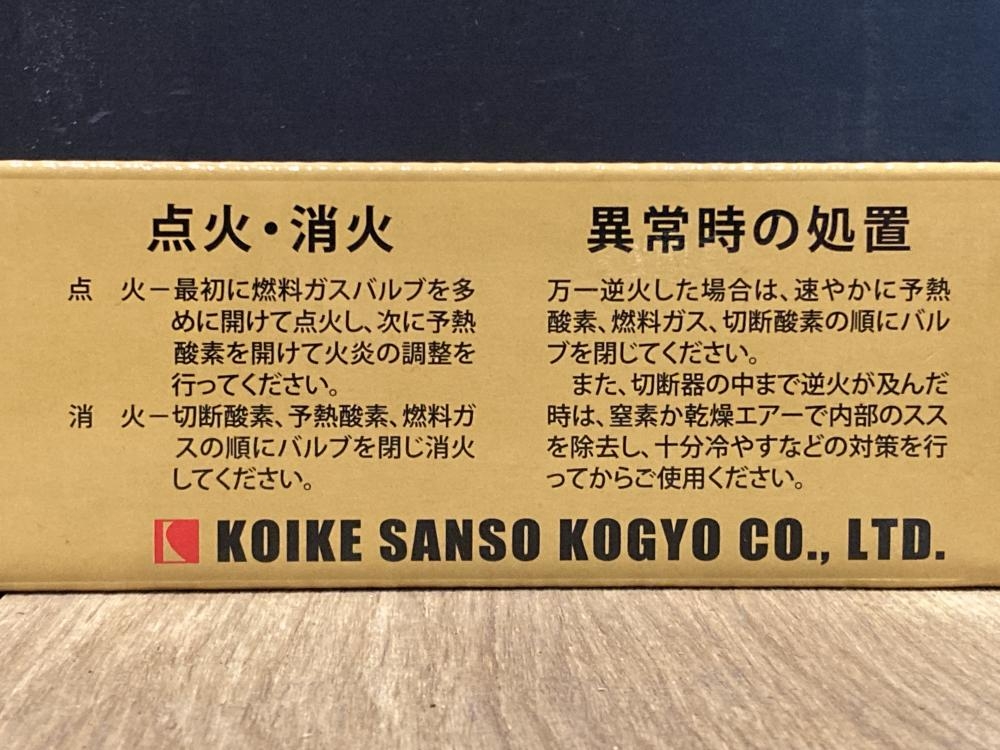 点火・消火
点　火－最初に燃料ガスバルブを多
めに開けて点火し、次に予熱
酸素を開けて火炎の調整を
行ってください。
消　火－切断酸素、予熱酸素、燃料ガ
スの順にバルブを閉じ消火
してください。
異常時の処置
万一逆火した場合は、速やかに予熱
酸素、燃料ガス、切断酸素の順にバル
ブを閉じてください。
　また、切断器の中まで逆火が及んだ
時は、窒素か乾燥エアーで内部のスス
を除去し、十分冷やすなどの対策を行
ってからご使用ください。
KOIKE SANSO KOGYO CO., LTD.